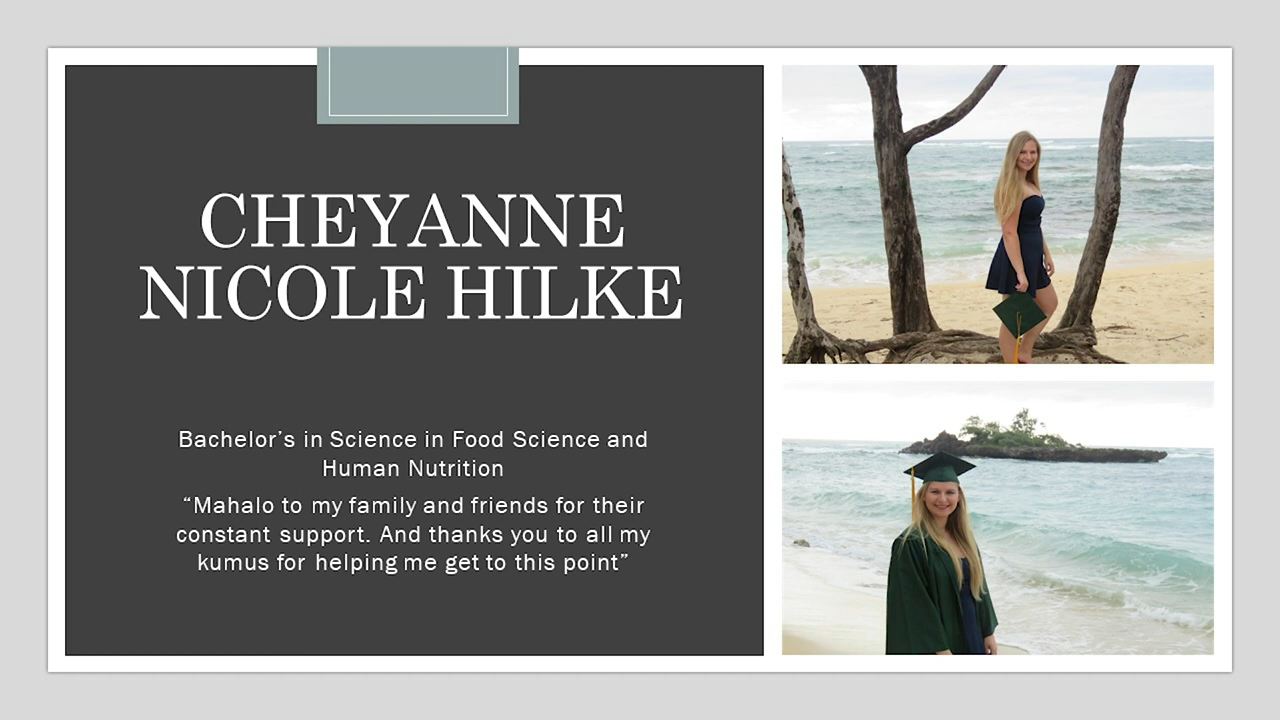 CHEYANNE
NICOLE HILKE
Bachelor’s in Science in Food Science and
Human Nutrition
“Mahalo to my family and friends for their
constant support. And thanks you to all my
kumus for helping me get to this point”